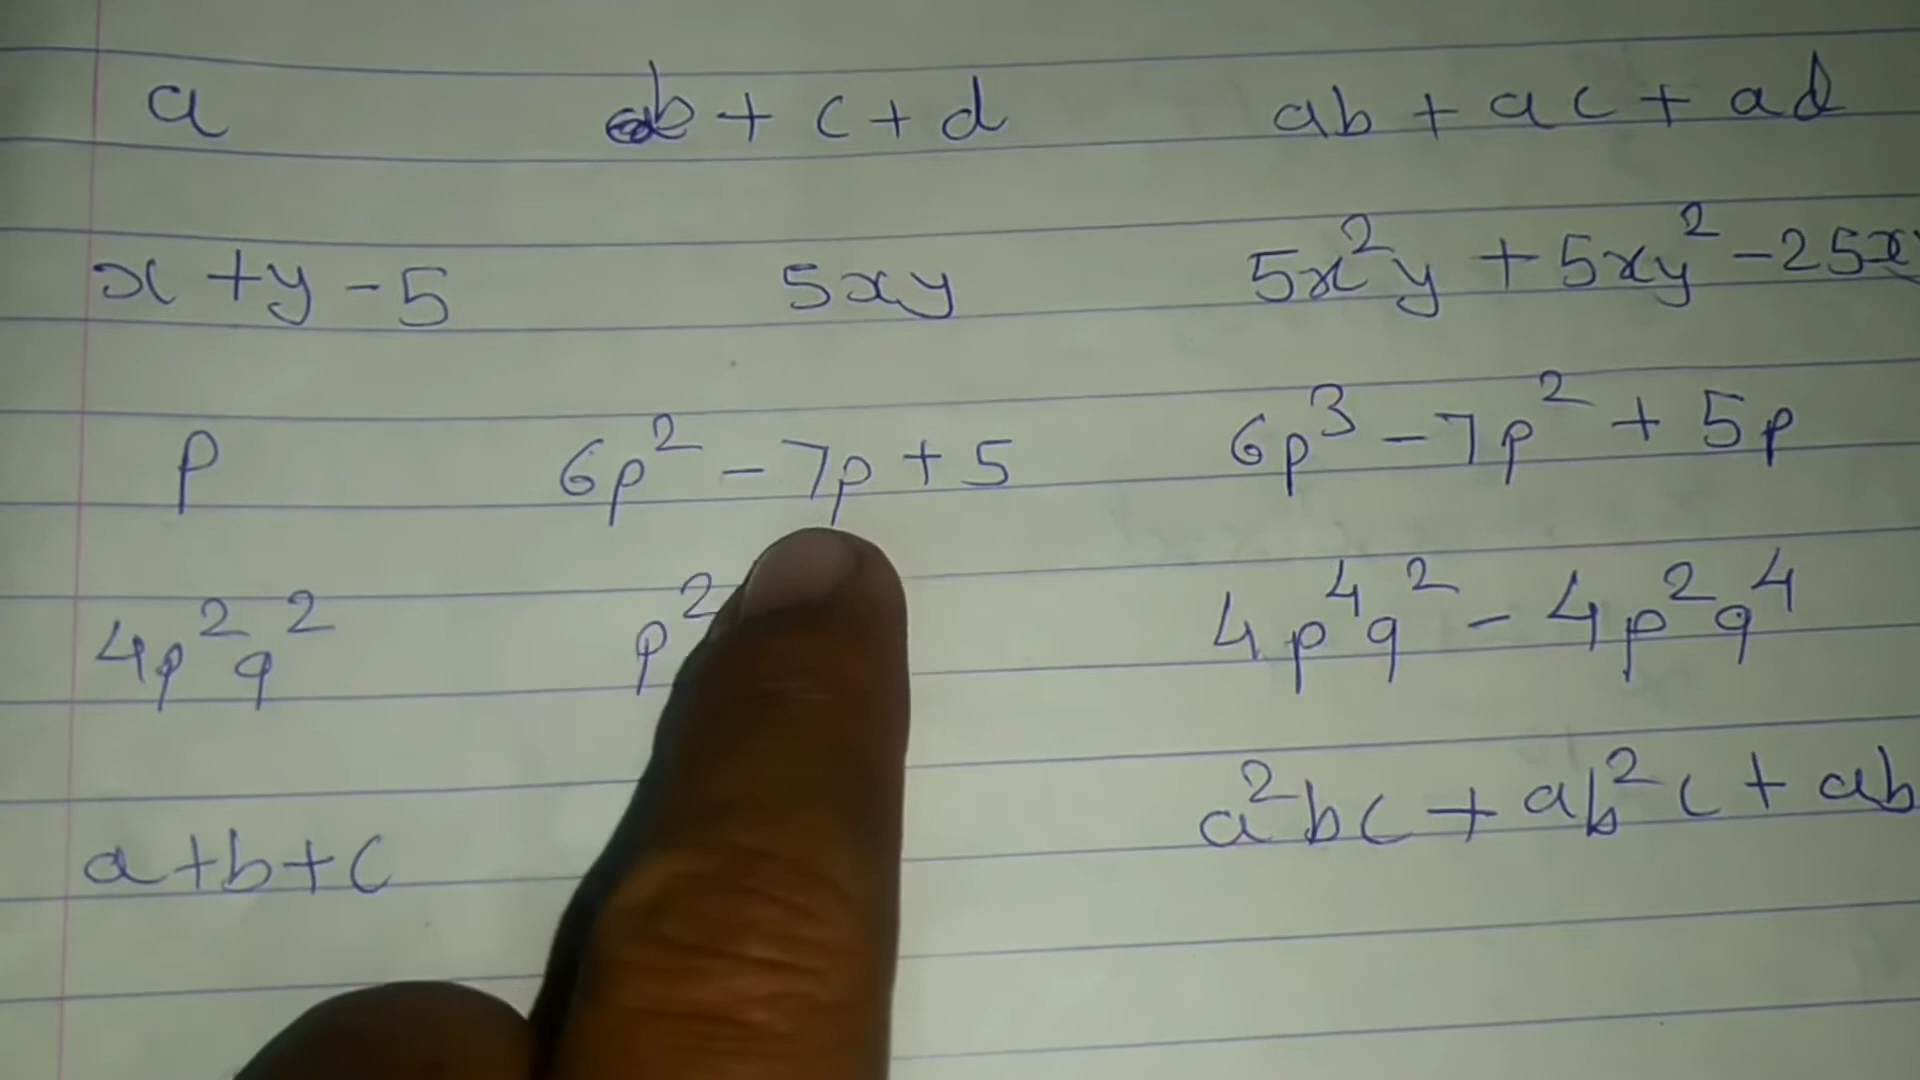 a b + c + d ab + ac + ad
x + y - 5 5xy 5x²y + 5xy² - 25x
p 6p² - 7p + 5 6p³ - 7p² + 5p
4p²q² p² 4p⁴q² - 4p²q⁴
a + b + c a²bc + ab²c + ab